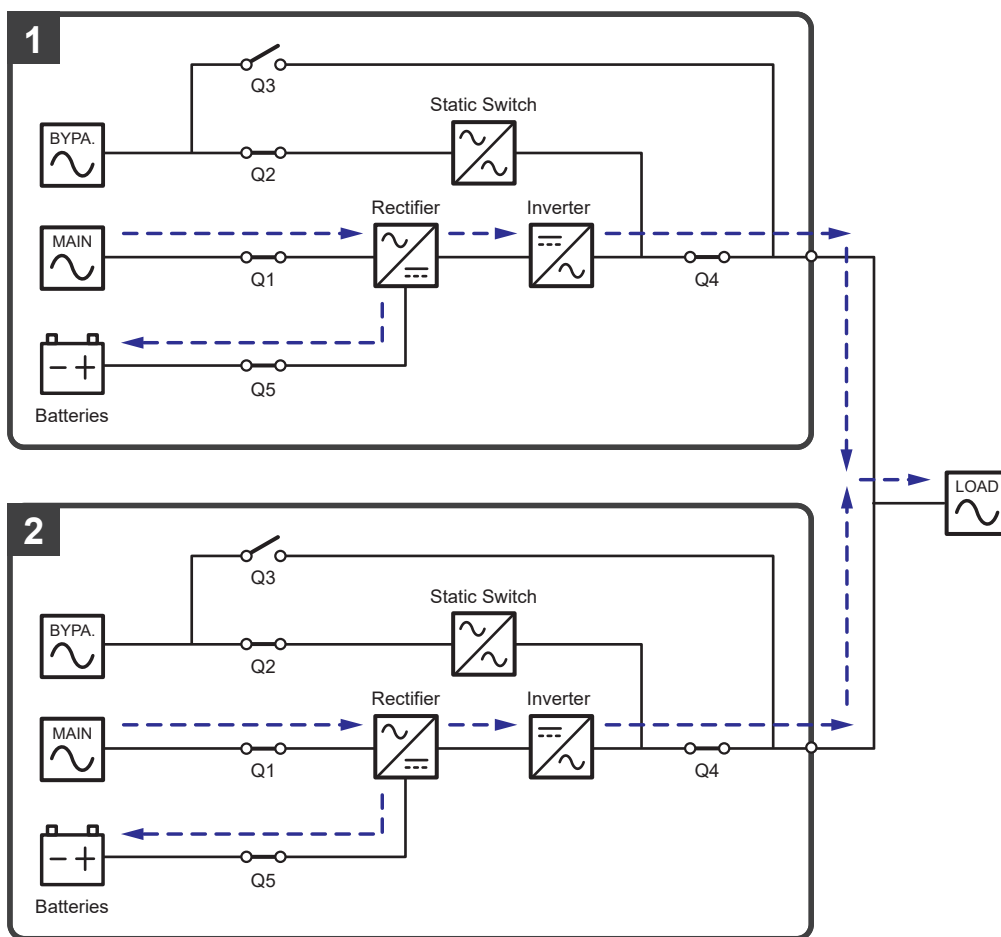 1
Q3
Static Switch
BYPA.
Q2
Rectifier
Inverter
MAIN
Q1
Q4
Q5
Batteries
LOAD
2
Q3
Static Switch
BYPA.
Q2
Rectifier
Inverter
MAIN
Q1
Q4
Q5
Batteries